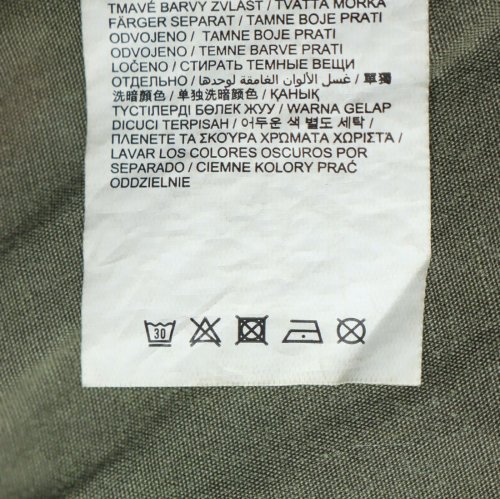 TMAVÉ BARVY ZVLÁŠŤ / TVÄTTA MÖRKA
FÄRGER SEPARAT / TAMNE BOJE PRATI
ODVOJENO / TAMNE BOJE PRATI
ODVOJENO / TEMNE BARVE PRATI
LOČENO / СТИРАТЬ ТЕМНЫЕ ВЕЩИ
ОТДЕЛЬНО / غسل الألوان الغامقة لوحدها / 單獨
洗暗顏色 / 单独洗暗颜色 / ҚАНЫҚ
ТҮСТІЛЕРДІ БӨЛЕК ЖУУ / WARNA GELAP
DICUCI TERPISAH / 어두운 색 별도 세탁 /
ΠΛΕΝΕΤΕ ΤΑ ΣΚΟΥΡΑ ΧΡΩΜΑΤΑ ΧΩΡΙΣΤΆ /
LAVAR LOS COLORES OSCUROS POR
SEPARADO / CIEMNE KOLORY PRAĆ
ODDZIELNIE
30